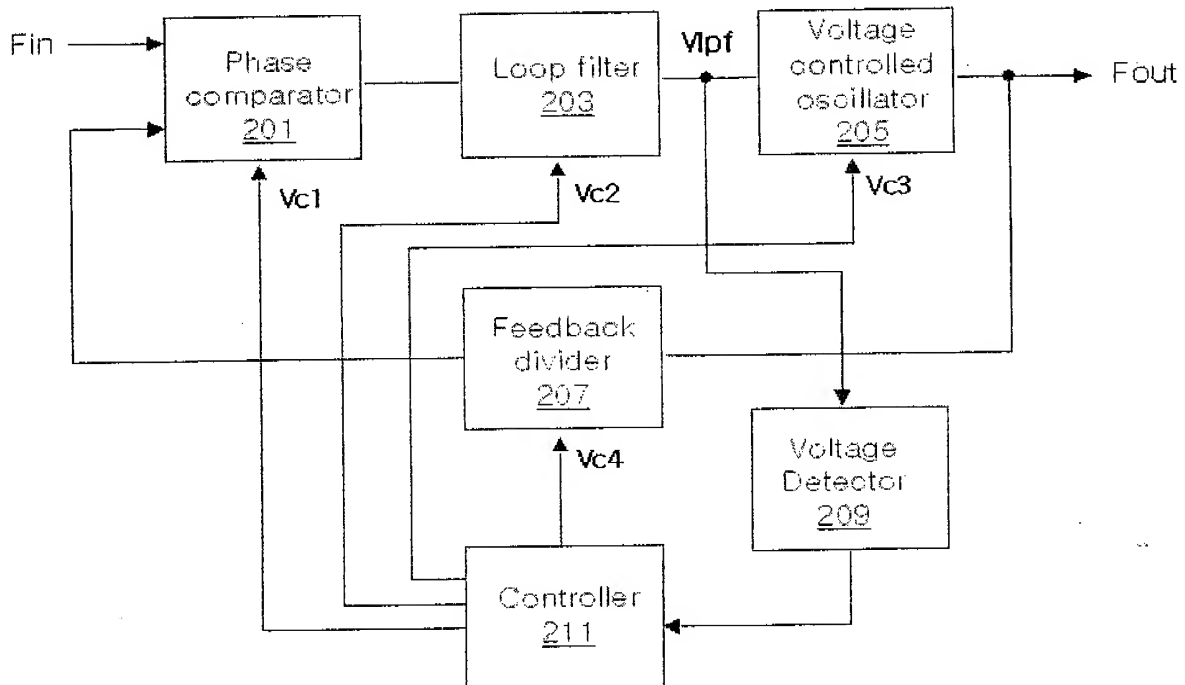 Fin
Phase
comparator
201
Loop filter
203
Vlpf
Voltage
controlled
oscillator
205
Fout
Vc1
Vc2
Vc3
Feedback
divider
207
Vc4
Voltage
Detector
209
Controller
211